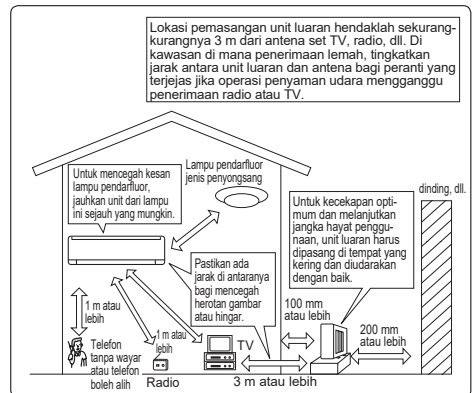 Lokasi pemasangan unit luaran hendaklah sekurang-
kurangnya 3 m dari antena set TV, radio, dll. Di
kawasan di mana penerimaan lemah, tingkatkan
jarak antara unit luaran dan antena bagi peranti yang
terjejas jika operasi penyaman udara mengganggu
penerimaan radio atau TV.
Untuk mencegah kesan
lampu pendarfluor,
jauhkan unit dari lampu
ini sejauh yang mungkin.
Lampu pendarfluor
jenis penyongsang
dinding, dll.
Untuk kecekapan opti-
mum dan melanjutkan
jangka hayat penggu-
naan, unit luaran harus
dipasang di tempat yang
kering dan diudarakan
dengan baik.
Pastikan ada
jarak di antaranya
bagi mencegah
herotan gambar
atau hingar.
1 m atau
lebih
100 mm
atau lebih
200 mm
atau lebih
1 m atau
lebih
TV
Telefon
tanpa wayar
atau telefon
boleh alih
Radio
3 m atau lebih